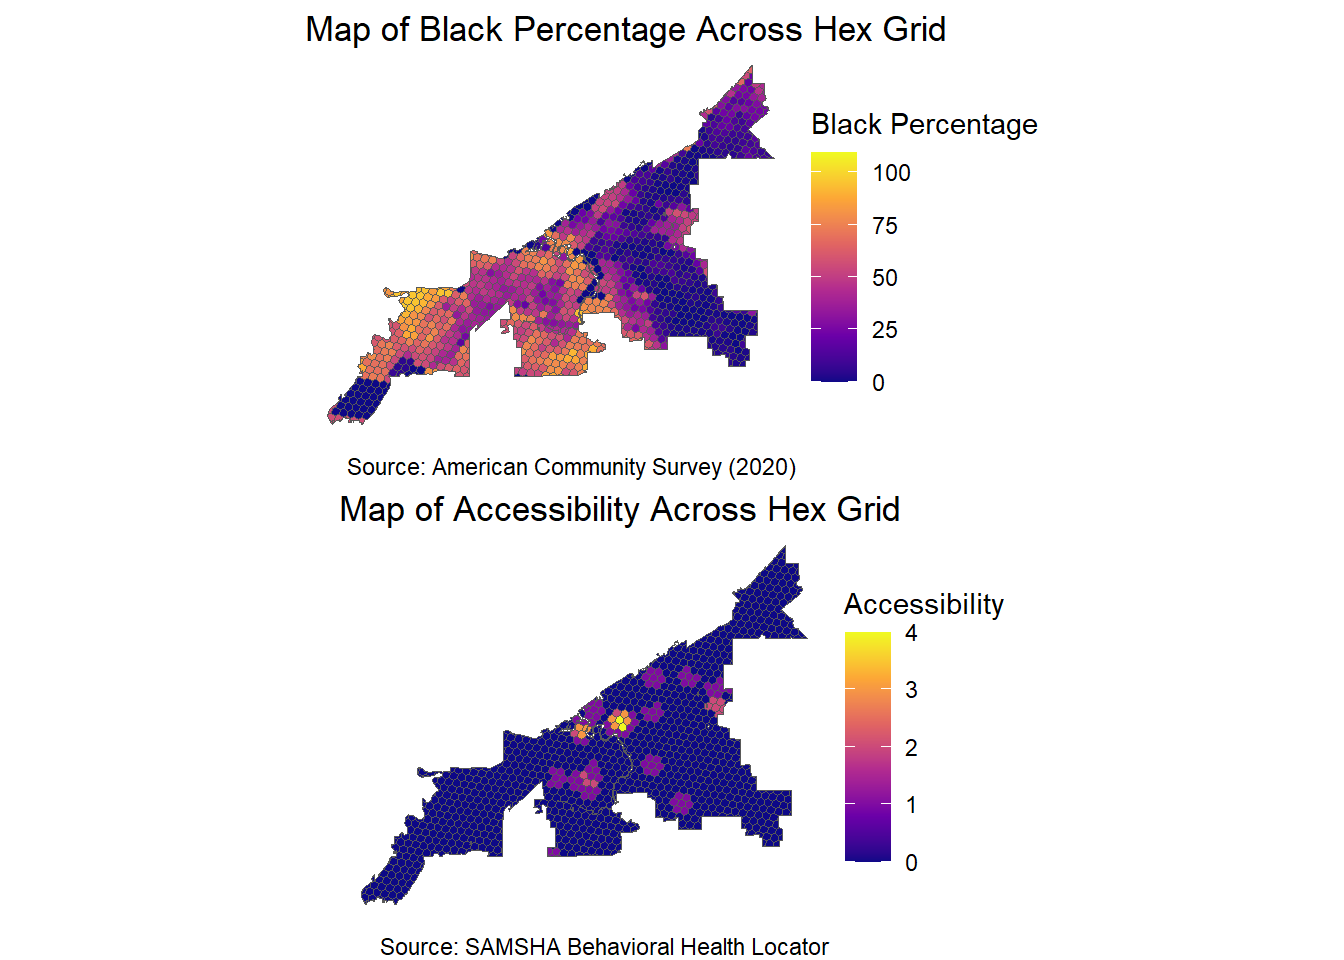 Map of Black Percentage Across Hex Grid
Black Percentage
100
75
50
25
0
Source: American Community Survey (2020)
Map of Accessibility Across Hex Grid
Accessibility
4
3
2
1
0
Source: SAMSHA Behavioral Health Locator